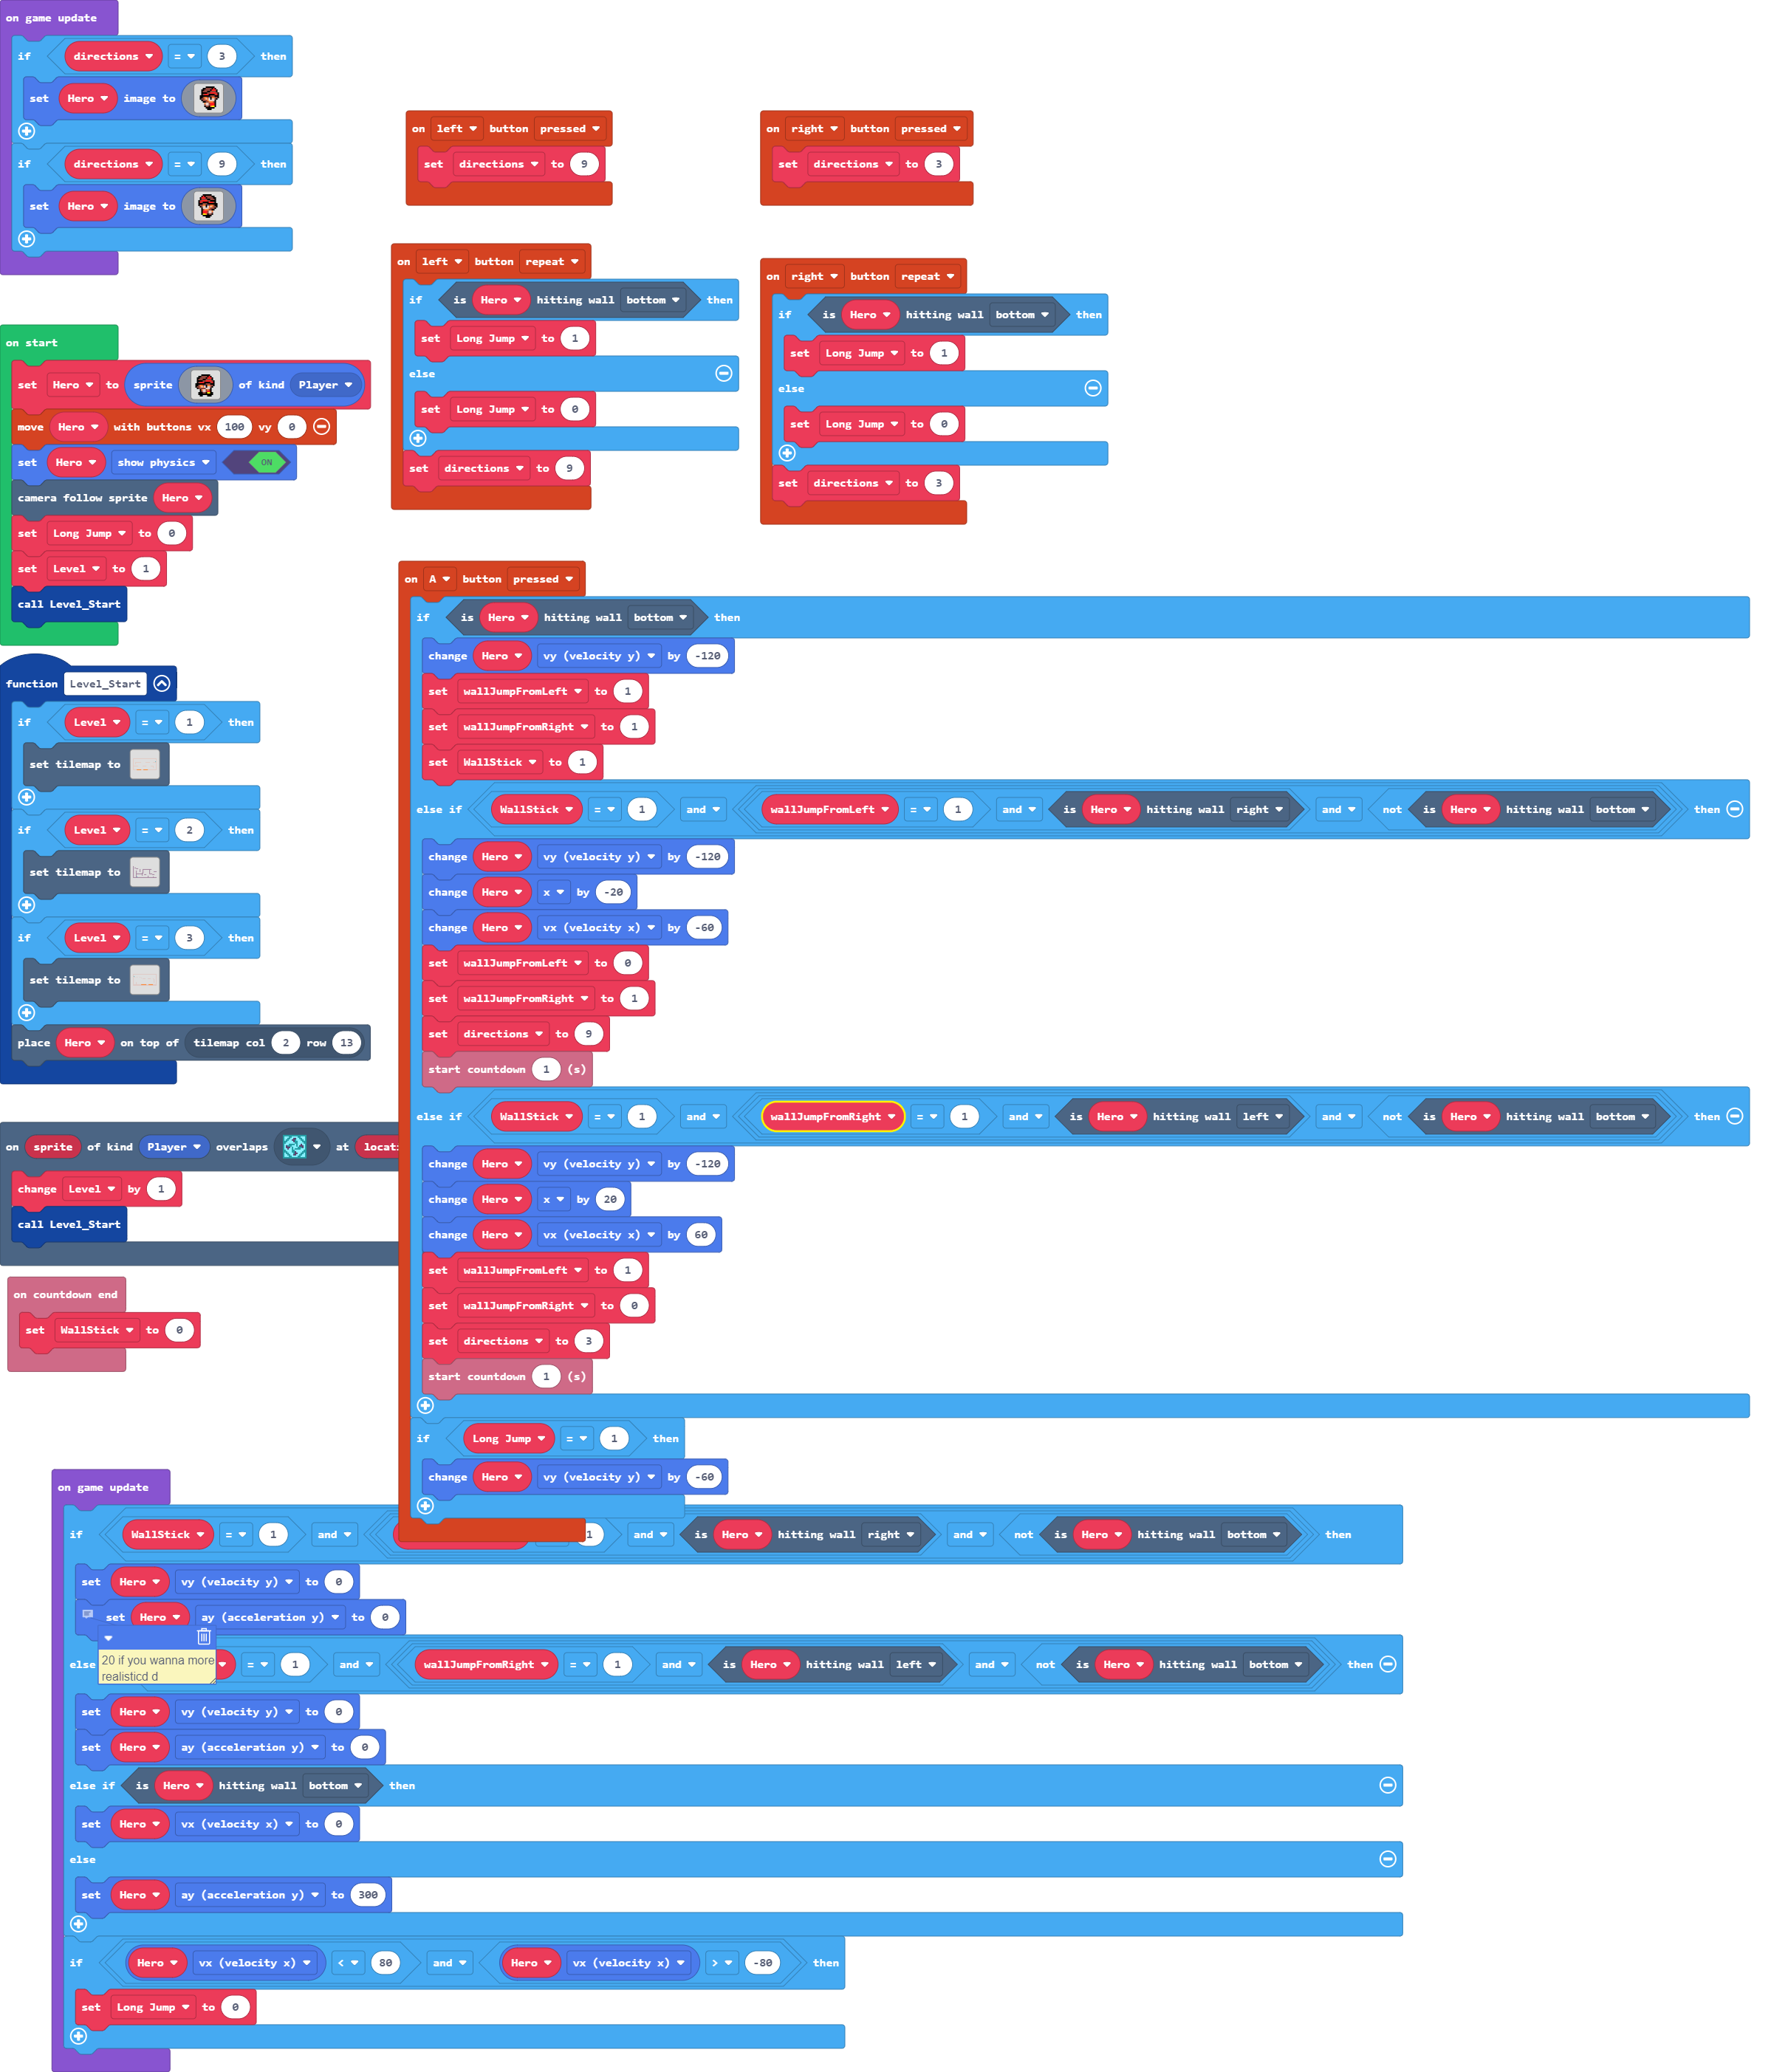 on game update
if directions = 3 then
set Hero image to
if directions = 9 then
set Hero image to
on left button pressed
set directions to 9
on right button pressed
set directions to 3
on left button repeat
if is Hero hitting wall bottom then
set Long Jump to 1
else
set Long Jump to 0
set directions to 9
on right button repeat
if is Hero hitting wall bottom then
set Long Jump to 1
else
set Long Jump to 0
set directions to 3
on start
set Hero to sprite of kind Player
move Hero with buttons vx 100 vy 0
set Hero show physics ON
camera follow sprite Hero
set Long Jump to 0
set Level to 1
call Level_Start
function Level_Start
if Level = 1 then
set tilemap to
if Level = 2 then
set tilemap to
if Level = 3 then
set tilemap to
place Hero on top of tilemap col 2 row 13
on sprite of kind Player overlaps at locati
change Level by 1
call Level_Start
on countdown end
set WallStick to 0
on A button pressed
if is Hero hitting wall bottom then
change Hero vy (velocity y) by -120
set wallJumpFromLeft to 1
set wallJumpFromRight to 1
set WallStick to 1
else if WallStick = 1 and wallJumpFromLeft = 1 and is Hero hitting wall right and not is Hero hitting wall bottom then
change Hero vy (velocity y) by -120
change Hero x by -20
change Hero vx (velocity x) by -60
set wallJumpFromLeft to 0
set wallJumpFromRight to 1
set directions to 9
start countdown 1 (s)
else if WallStick = 1 and wallJumpFromRight = 1 and is Hero hitting wall left and not is Hero hitting wall bottom then
change Hero vy (velocity y) by -120
change Hero x by 20
change Hero vx (velocity x) by 60
set wallJumpFromLeft to 1
set wallJumpFromRight to 0
set directions to 3
start countdown 1 (s)
if Long Jump = 1 then
change Hero vy (velocity y) by -60
on game update
if WallStick = 1 and 1 and is Hero hitting wall right and not is Hero hitting wall bottom then
set Hero vy (velocity y) to 0
set Hero ay (acceleration y) to 0
20 if you wanna more
realisticd d
else = 1 and wallJumpFromRight = 1 and is Hero hitting wall left and not is Hero hitting wall bottom then
set Hero vy (velocity y) to 0
set Hero ay (acceleration y) to 0
else if is Hero hitting wall bottom then
set Hero vx (velocity x) to 0
else
set Hero ay (acceleration y) to 300
if Hero vx (velocity x) < 80 and Hero vx (velocity x) > -80 then
set Long Jump to 0